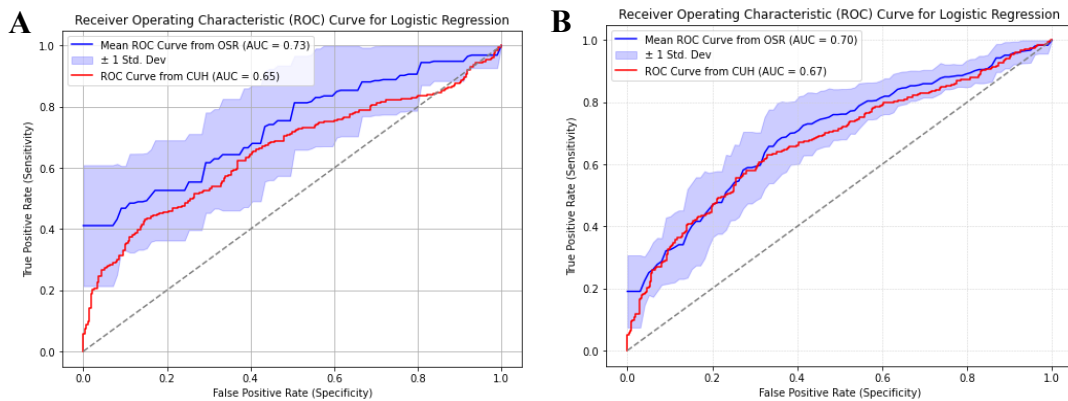 A
Receiver Operating Characteristic (ROC) Curve for Logistic Regression
Mean ROC Curve from OSR (AUC = 0.73)
± 1 Std. Dev
ROC Curve from CUH (AUC = 0.65)
1.0
0.8
0.6
0.4
0.2
0.0
True Positive Rate (Sensitivity)
0.0 0.2 0.4 0.6 0.8 1.0
False Positive Rate (Specificity)
B
Receiver Operating Characteristic (ROC) Curve for Logistic Regression
Mean ROC Curve from OSR (AUC = 0.70)
± 1 Std. Dev
ROC Curve from CUH (AUC = 0.67)
1.0
0.8
0.6
0.4
0.2
0.0
True Positive Rate (Sensitivity)
0.0 0.2 0.4 0.6 0.8 1.0
False Positive Rate (Specificity)